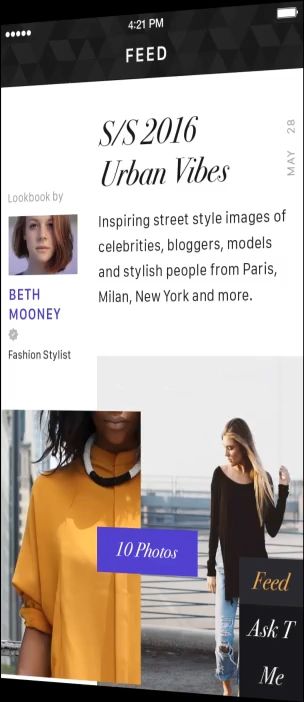 4:21 PM
FEED
S/S 2016
Urban Vibes
MAY 28
Lookbook by
BETH
MOONEY
Fashion Stylist
Inspiring street style images of
celebrities, bloggers, models
and stylish people from Paris,
Milan, New York and more.
10 Photos
Feed
Ask T
Me